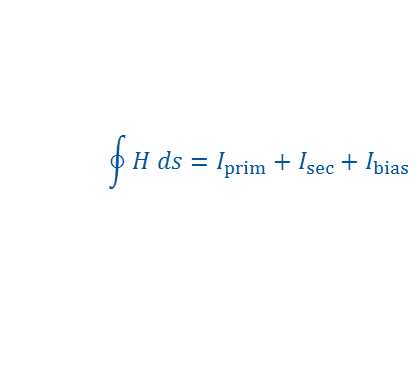 ∮ H ds = I_prim + I_sec + I_bias